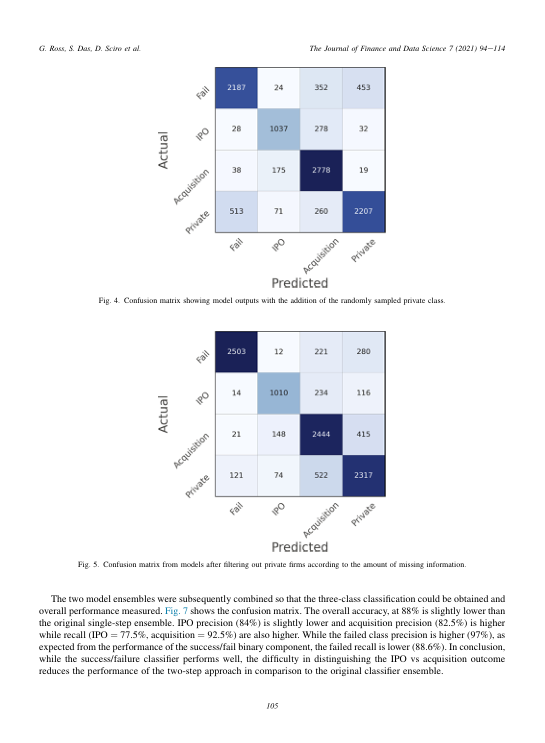 G. Ross, S. Das, D. Sciro et al.
The Journal of Finance and Data Science 7 (2021) 94–114
Actual
Fail 2187 24 352 453
IPO 28 1037 278 32
Acquisition 38 175 2778 19
Private 513 71 260 2207
Fail IPO Acquisition Private
Predicted
Fig. 4. Confusion matrix showing model outputs with the addition of the randomly sampled private class.
Actual
Fail 2503 12 221 280
IPO 14 1010 234 116
Acquisition 21 148 2444 415
Private 121 74 522 2317
Fail IPO Acquisition Private
Predicted
Fig. 5. Confusion matrix from models after filtering out private firms according to the amount of missing information.
The two model ensembles were subsequently combined so that the three-class classification could be obtained and
overall performance measured. Fig. 7 shows the confusion matrix. The overall accuracy, at 88% is slightly lower than
the original single-step ensemble. IPO precision (84%) is slightly lower and acquisition precision (82.5%) is higher
while recall (IPO = 77.5%, acquisition = 92.5%) are also higher. While the failed class precision is higher (97%), as
expected from the performance of the success/fail binary component, the failed recall is lower (88.6%). In conclusion,
while the success/failure classifier performs well, the difficulty in distinguishing the IPO vs acquisition outcome
reduces the performance of the two-step approach in comparison to the original classifier ensemble.
105